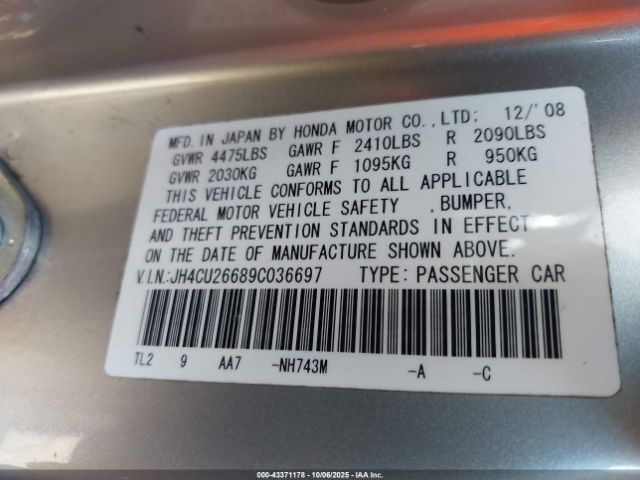 MFD. IN JAPAN BY HONDA MOTOR CO., LTD; 12/'08
GVWR 4475LBS GAWR F 2410LBS R 2090LBS
GVWR 2030KG GAWR F 1095KG R 950KG
THIS VEHICLE CONFORMS TO ALL APPLICABLE
FEDERAL MOTOR VEHICLE SAFETY ,BUMPER,
AND THEFT PREVENTION STANDARDS IN EFFECT
ON THE DATE OF MANUFACTURE SHOWN ABOVE.
V.I.N.:JH4CU26689C036697 TYPE: PASSENGER CAR
TL2 9 AA7 -NH743M -A -C
000-43371178 - 10/06/2025 - IAA Inc.